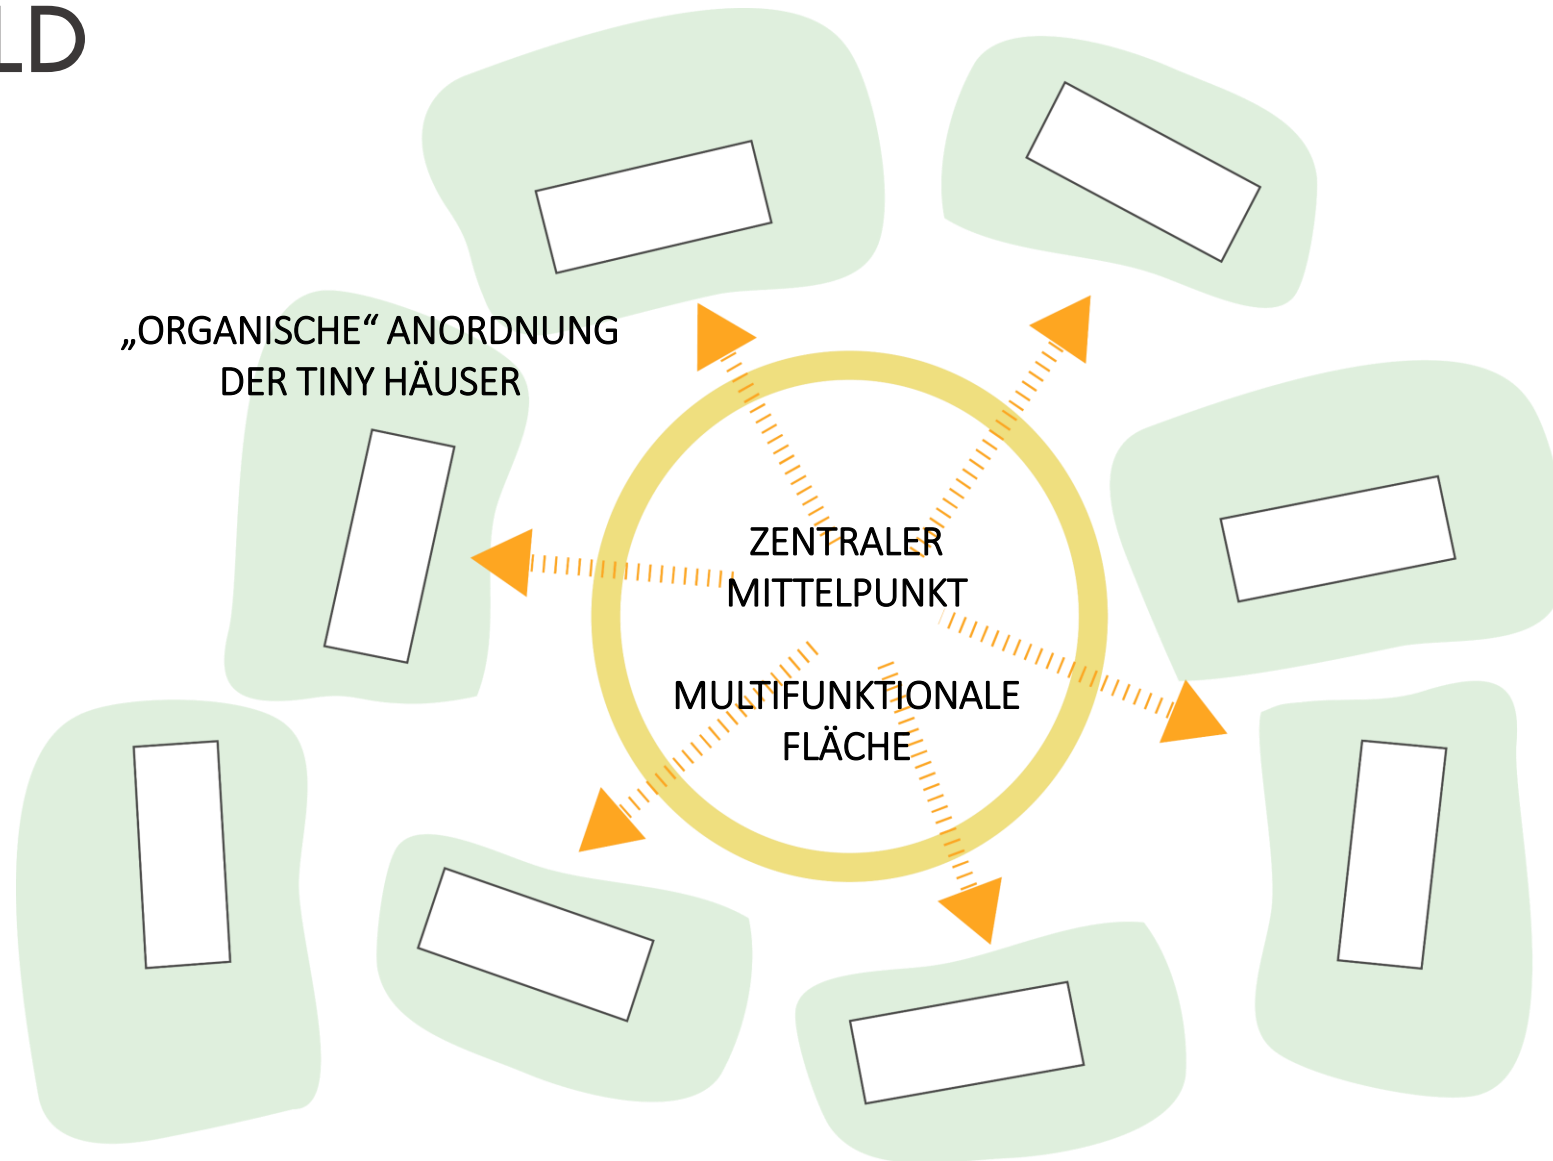 LD
„ORGANISCHE“ ANORDNUNG
DER TINY HÄUSER
ZENTRALER
MITTELPUNKT
MULTIFUNKTIONALE
FLÄCHE